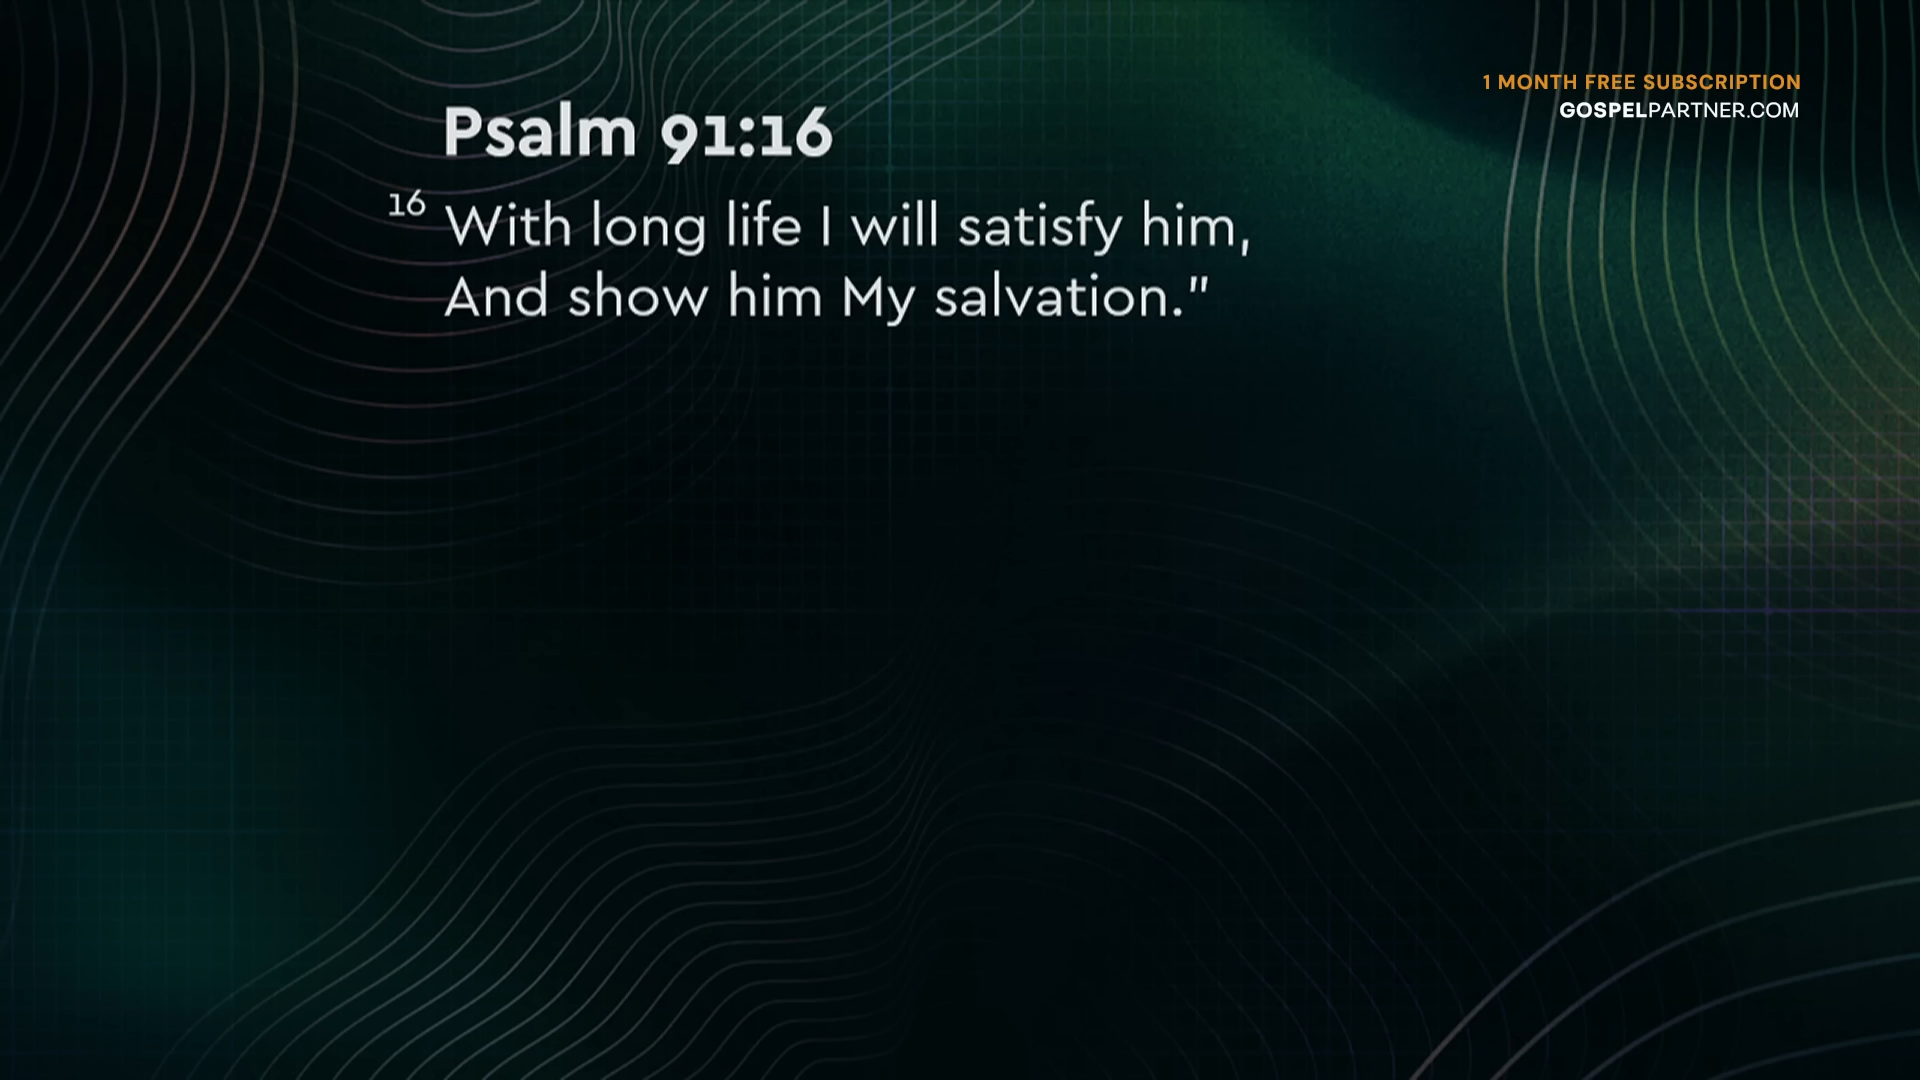 1 MONTH FREE SUBSCRIPTION
GOSPELPARTNER.COM
Psalm 91:16
16 With long life I will satisfy him,
And show him My salvation.”